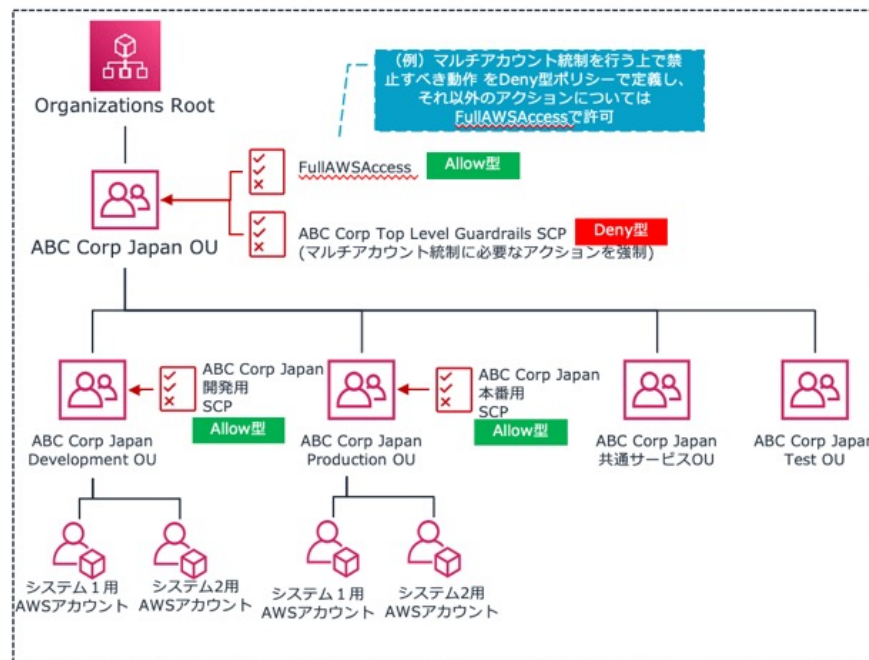 Organizations Root
（例）マルチアカウント統制を行う上で禁
止すべき動作 をDeny型ポリシーで定義し、
それ以外のアクションについては
FullAWSAccessで許可
FullAWSAccess
Allow型
ABC Corp Japan OU
ABC Corp Top Level Guardrails SCP
Deny型
(マルチアカウント統制に必要なアクションを強制)
ABC Corp Japan
開発用
SCP
Allow型
ABC Corp Japan
本番用
SCP
Allow型
ABC Corp Japan
Development OU
ABC Corp Japan
Production OU
ABC Corp Japan
共通サービスOU
ABC Corp Japan
Test OU
システム１用
AWSアカウント
システム2用
AWSアカウント
システム１用
AWSアカウント
システム2用
AWSアカウント